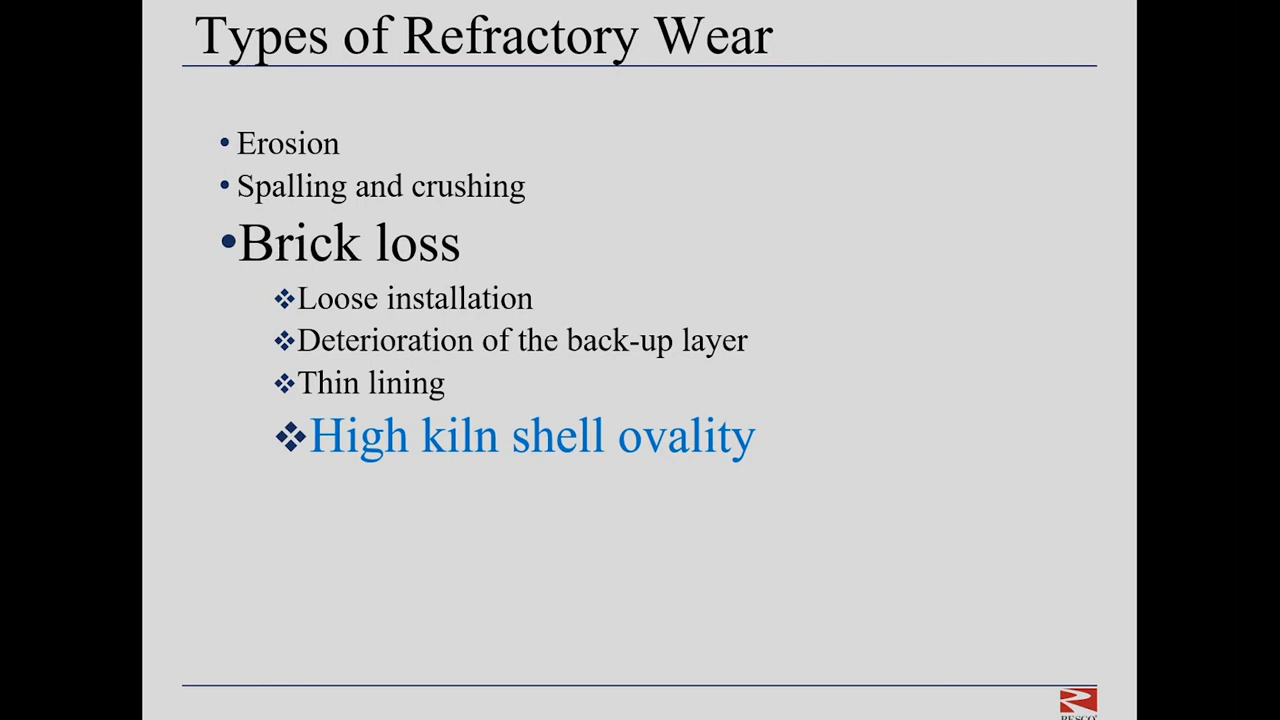 Types of Refractory Wear
• Erosion
• Spalling and crushing
•Brick loss
❖Loose installation
❖Deterioration of the back-up layer
❖Thin lining
❖High kiln shell ovality
RESCO